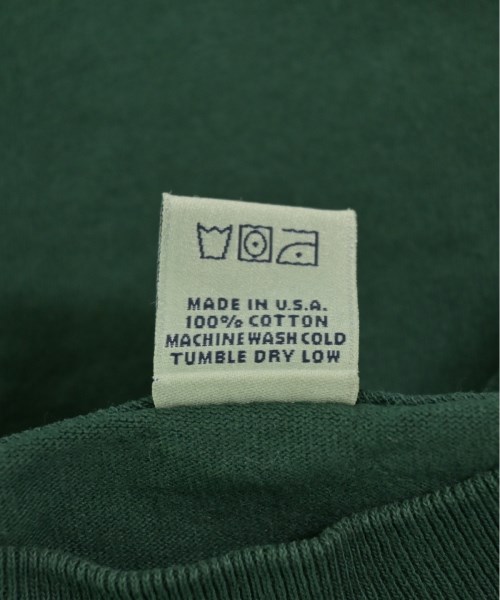 MADE IN U.S.A.
100% COTTON
MACHINE WASH COLD
TUMBLE DRY LOW